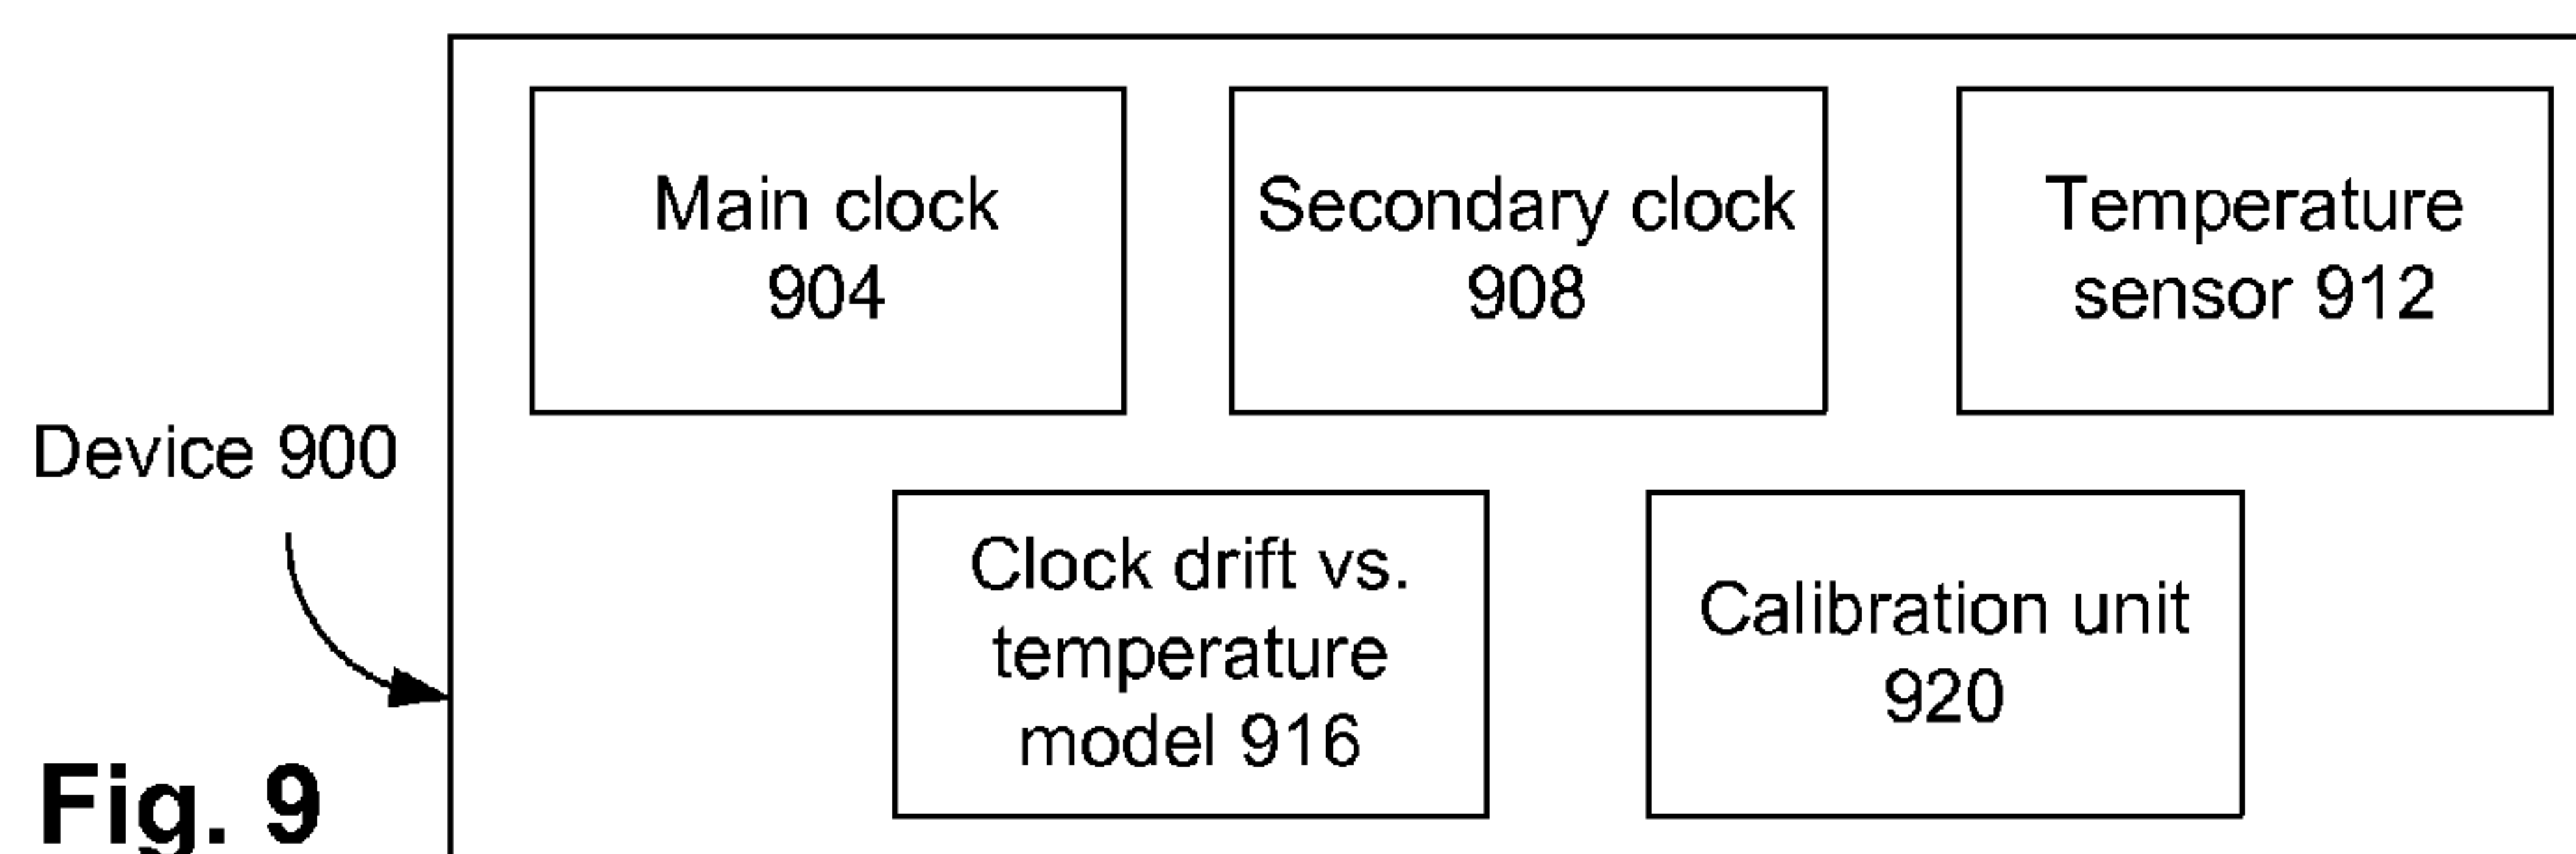 Main clock
904
Secondary clock
908
Temperature
sensor 912
Device 900
Clock drift vs.
temperature
model 916
Calibration unit
920
Fig. 9